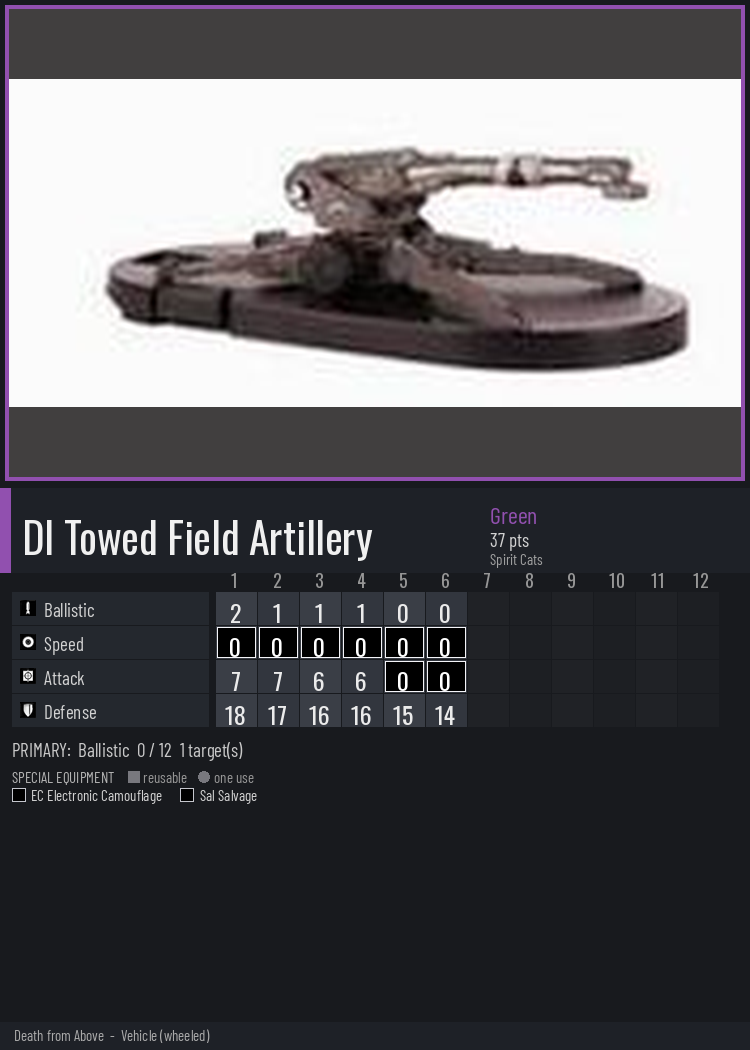 DI Towed Field Artillery
Green
37 pts
Spirit Cats
1 2 3 4 5 6 7 8 9 10 11 12
Ballistic 2 1 1 1 0 0
Speed 0 0 0 0 0 0
Attack 7 7 6 6 0 0
Defense 18 17 16 16 15 14
PRIMARY: Ballistic 0 / 12 1 target(s)
SPECIAL EQUIPMENT reusable one use
EC Electronic Camouflage Sal Salvage
Death from Above - Vehicle (wheeled)